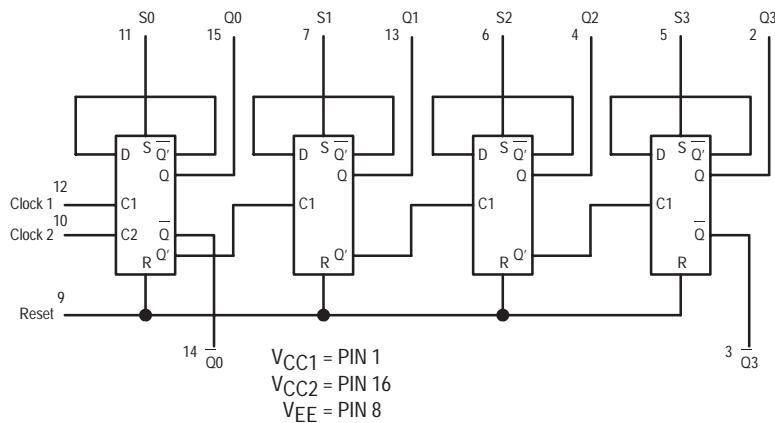 S0 Q0 S1 Q1 S2 Q2 S3 Q3
11 15 7 13 6 4 5 2
D S Q̅' D S Q̅' D S Q̅' D S Q̅'
Q Q Q Q
12
Clock 1 C1 C1 C1 C1
10
Clock 2 C2 Q̅ Q̅
Q' Q' Q'
R R R R
9
Reset
14 Q̅0 3 Q̅3
VCC1 = PIN 1
VCC2 = PIN 16
VEE = PIN 8